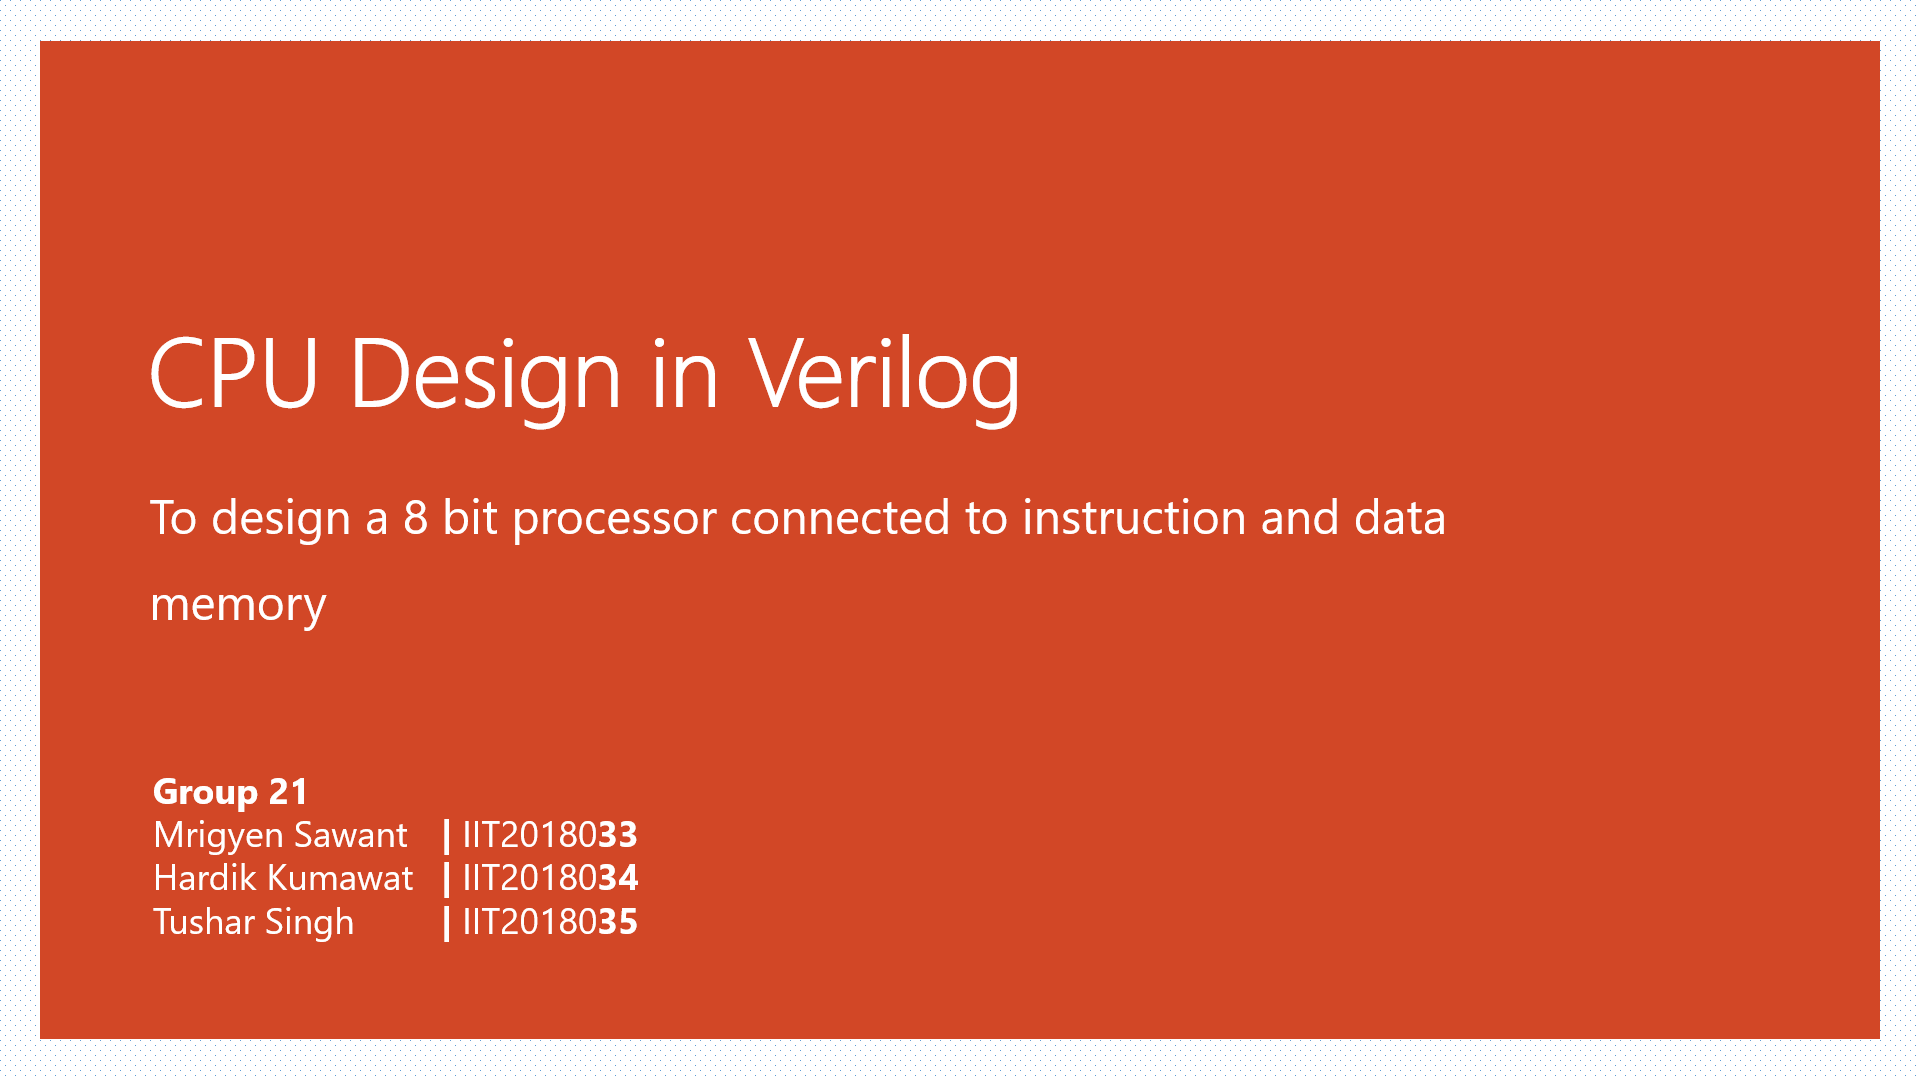 CPU Design in Verilog
To design a 8 bit processor connected to instruction and data
memory
Group 21
Mrigyen Sawant | IIT2018033
Hardik Kumawat | IIT2018034
Tushar Singh | IIT2018035